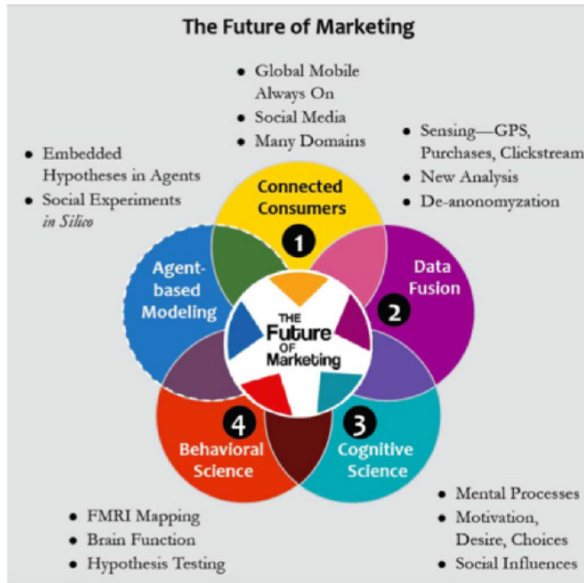 The Future of Marketing
• Global Mobile
Always On
• Social Media
• Many Domains
• Embedded
Hypotheses in Agents
• Social Experiments
in Silico
• Sensing—GPS,
Purchases, Clickstream
• New Analysis
• De-anonomyzation
Connected
Consumers
1
Agent-
based
Modeling
Data
Fusion
2
THE
Future
OF
Marketing
4
Behavioral
Science
3
Cognitive
Science
• FMRI Mapping
• Brain Function
• Hypothesis Testing
• Mental Processes
• Motivation,
Desire, Choices
• Social Influences